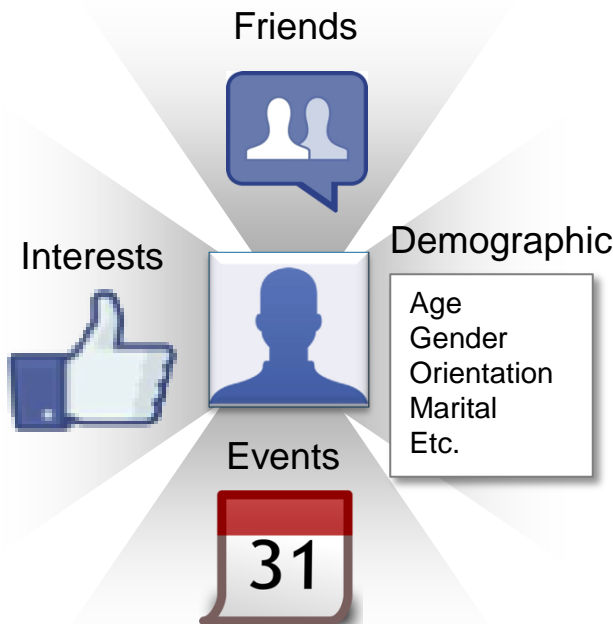 Friends
Interests
Demographic
Age
Gender
Orientation
Marital
Etc.
Events
31